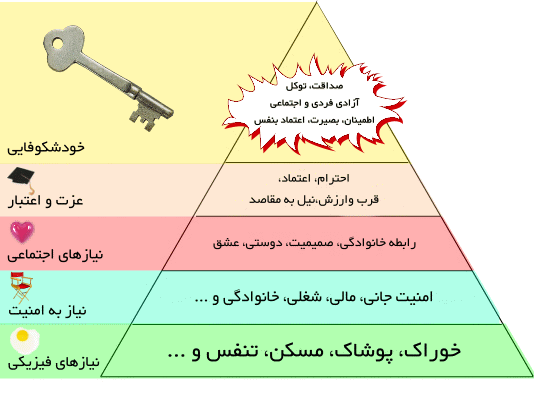 صداقت، توکل
آزادی فردی و اجتماعی
اطمینان، بصیرت، اعتماد بنفس
خودشکوفایی
احترام، اعتماد،
قرب وارزش،نیل به مقاصد
عزت و اعتبار
رابطه خانوادگی، صمیمیت، دوستی، عشق
نیازهای اجتماعی
امنیت جانی، مالی، شغلی، خانوادگی و ...
نیاز به امنیت
خوراک، پوشاک، مسکن، تنفس و ...
نیازهای فیزیکی